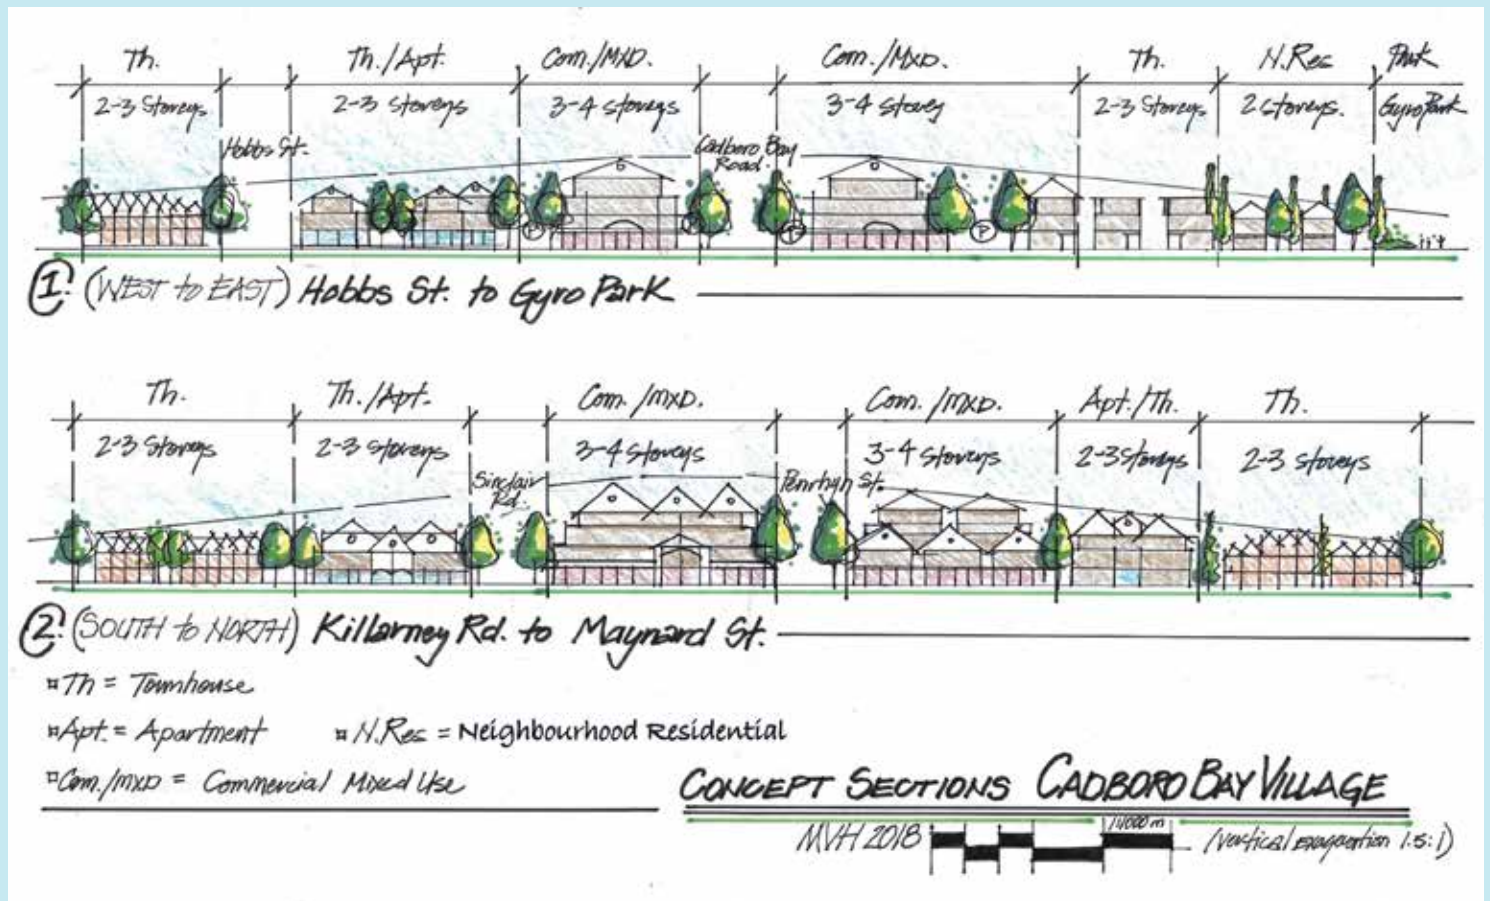 Th. Th./Apt. Com./MXD. Com./MXD. Th. N.Res Park
2-3 Storeys 2-3 storeys 3-4 storeys 3-4 storey 2-3 Storeys 2 storeys. Gyro Park
Hobbs St. Cadboro Bay
Road.
P P P
1. (WEST to EAST) Hobbs St. to Gyro Park
Th. Th./Apt. Com./MXD. Com./MXD. Apt./Th. Th.
2-3 Storeys 2-3 storeys 3-4 storeys 3-4 storeys 2-3 storeys 2-3 storeys
Sinclair Penrhyn St.
Rd.
2. (SOUTH to NORTH) Killarney Rd. to Maynard St.
Th = Townhouse
Apt. = Apartment N.Res = Neighbourhood Residential
Com./MXD = Commercial Mixed Use
CONCEPT SECTIONS CADBORO BAY VILLAGE
MVH 2018 (vertical exageration 1.5:1)